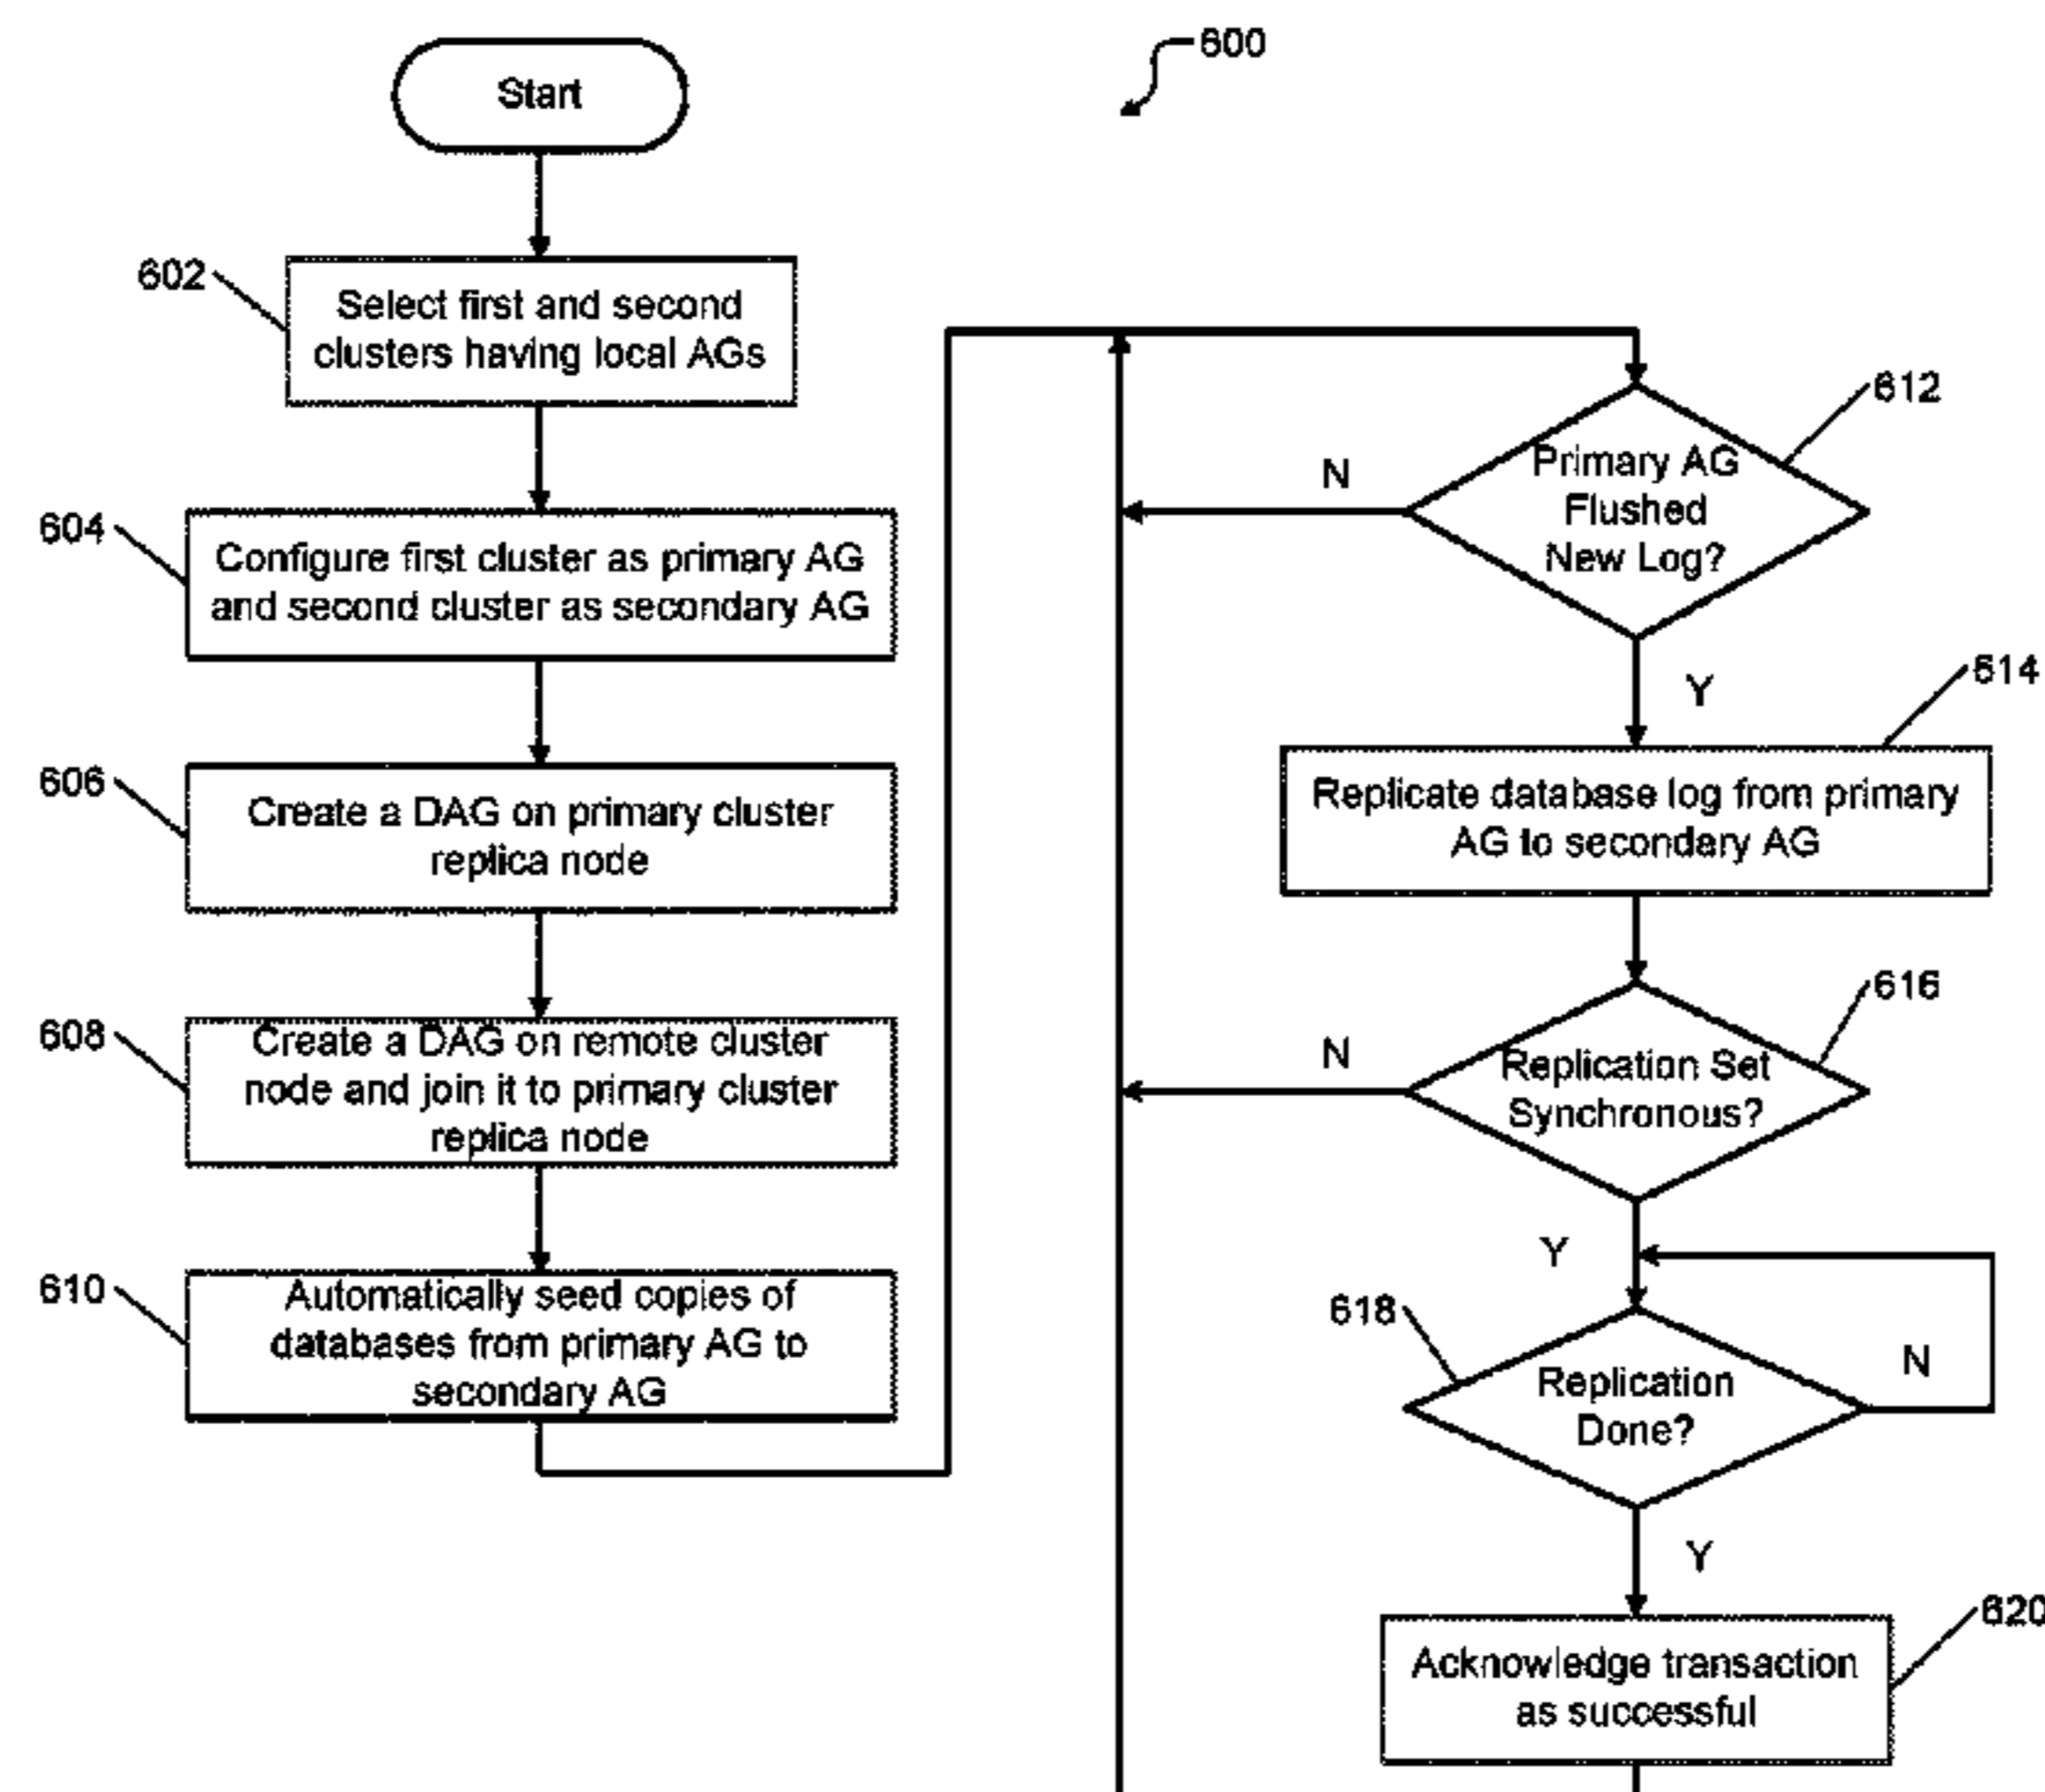 600
Start
602
Select first and second
clusters having local AGs
604
Configure first cluster as primary AG
and second cluster as secondary AG
606
Create a DAG on primary cluster
replica node
608
Create a DAG on remote cluster
node and join it to primary cluster
replica node
610
Automatically seed copies of
databases from primary AG to
secondary AG
612
Primary AG
Flushed
New Log?
N
Y
614
Replicate database log from primary
AG to secondary AG
616
Replication Set
Synchronous?
N
Y
618
Replication
Done?
N
Y
620
Acknowledge transaction
as successful